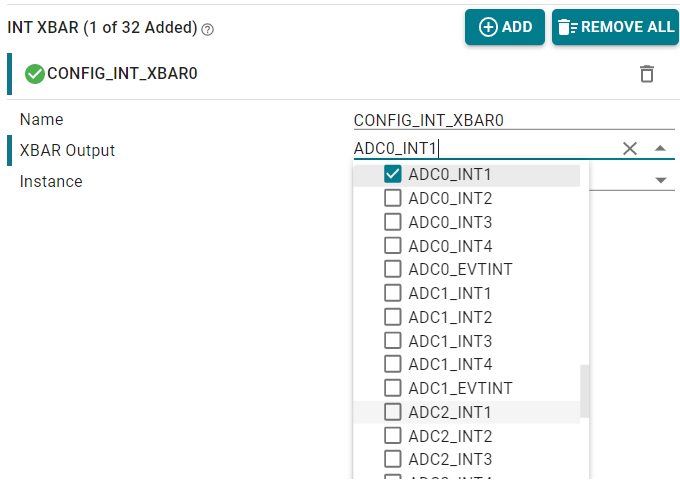 INT XBAR (1 of 32 Added)
ADD
REMOVE ALL
CONFIG_INT_XBAR0
Name
CONFIG_INT_XBAR0
XBAR Output
ADC0_INT1
Instance
ADC0_INT1
ADC0_INT2
ADC0_INT3
ADC0_INT4
ADC0_EVTINT
ADC1_INT1
ADC1_INT2
ADC1_INT3
ADC1_INT4
ADC1_EVTINT
ADC2_INT1
ADC2_INT2
ADC2_INT3